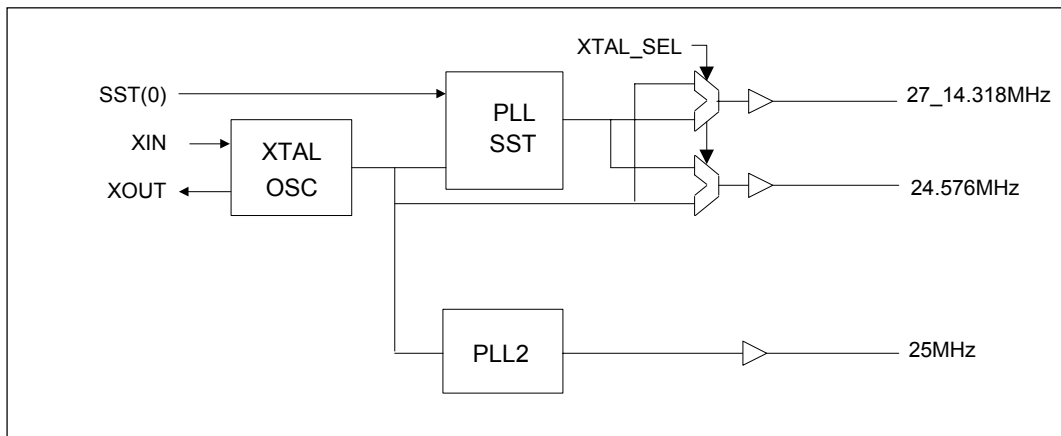 XTAL_SEL
SST(0)
XIN
XOUT
XTAL
OSC
PLL
SST
27_14.318MHz
24.576MHz
PLL2
25MHz